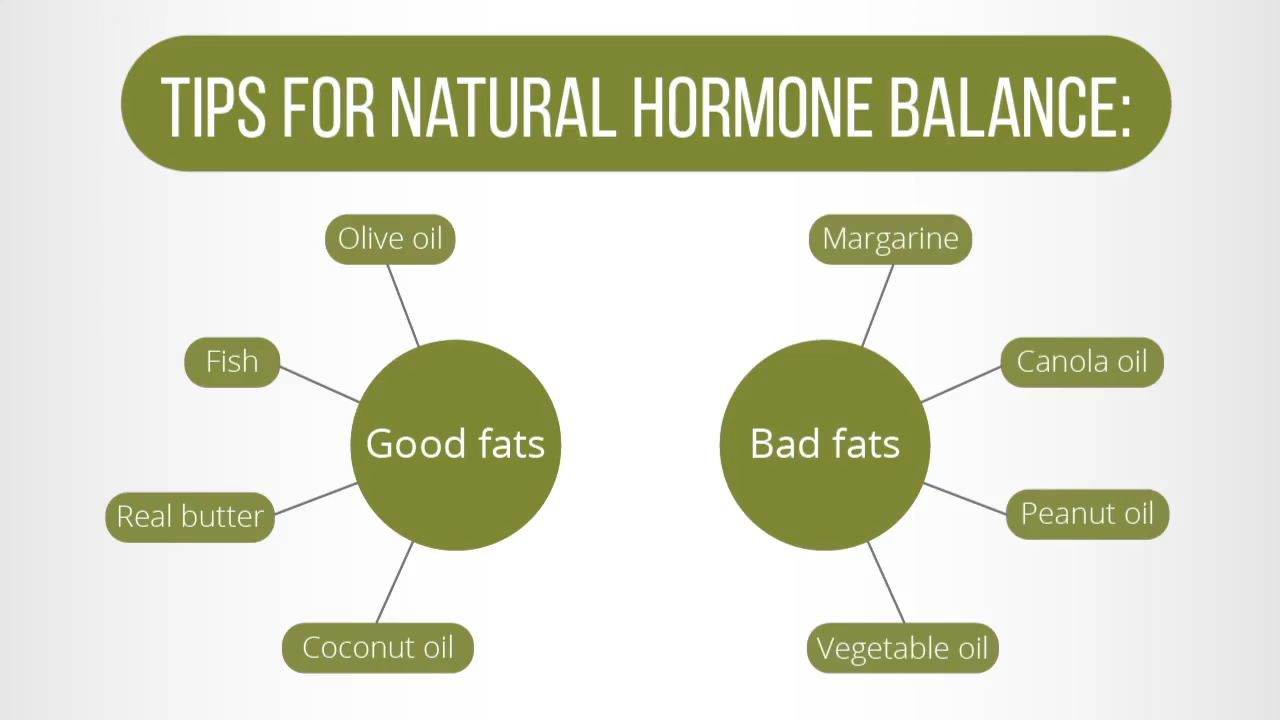 TIPS FOR NATURAL HORMONE BALANCE:
Olive oil
Fish
Real butter
Coconut oil
Good fats
Margarine
Canola oil
Peanut oil
Vegetable oil
Bad fats